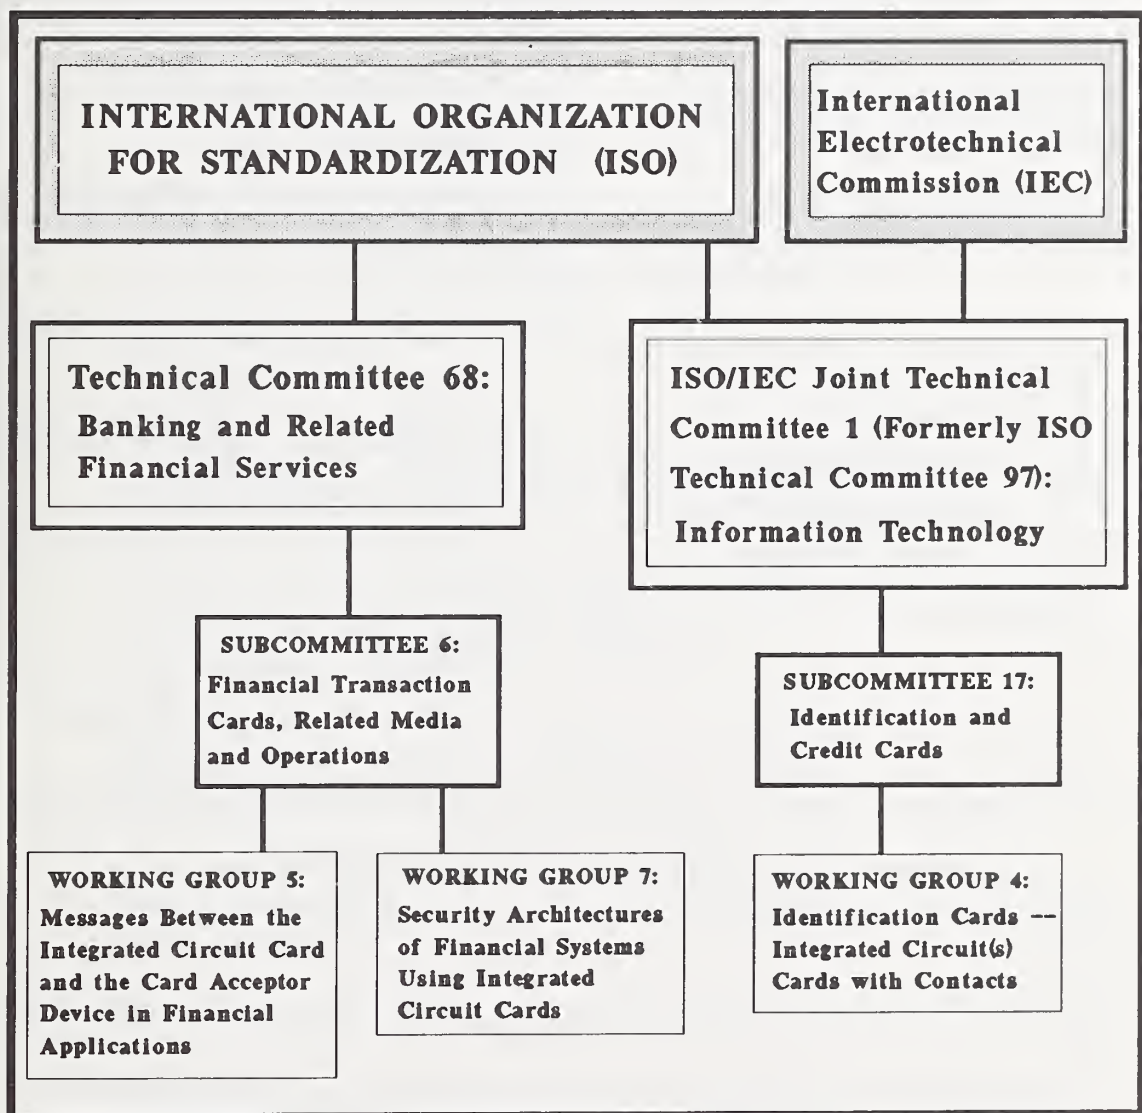 INTERNATIONAL ORGANIZATION
FOR STANDARDIZATION (ISO)
International
Electrotechnical
Commission (IEC)
Technical Committee 68:
Banking and Related
Financial Services
ISO/IEC Joint Technical
Committee 1 (Formerly ISO
Technical Committee 97):
Information Technology
SUBCOMMITTEE 6:
Financial Transaction
Cards, Related Media
and Operations
SUBCOMMITTEE 17:
Identification and
Credit Cards
WORKING GROUP 5:
Messages Between the
Integrated Circuit Card
and the Card Acceptor
Device in Financial
Applications
WORKING GROUP 7:
Security Architectures
of Financial Systems
Using Integrated
Circuit Cards
WORKING GROUP 4:
Identification Cards --
Integrated Circuit(s)
Cards with Contacts